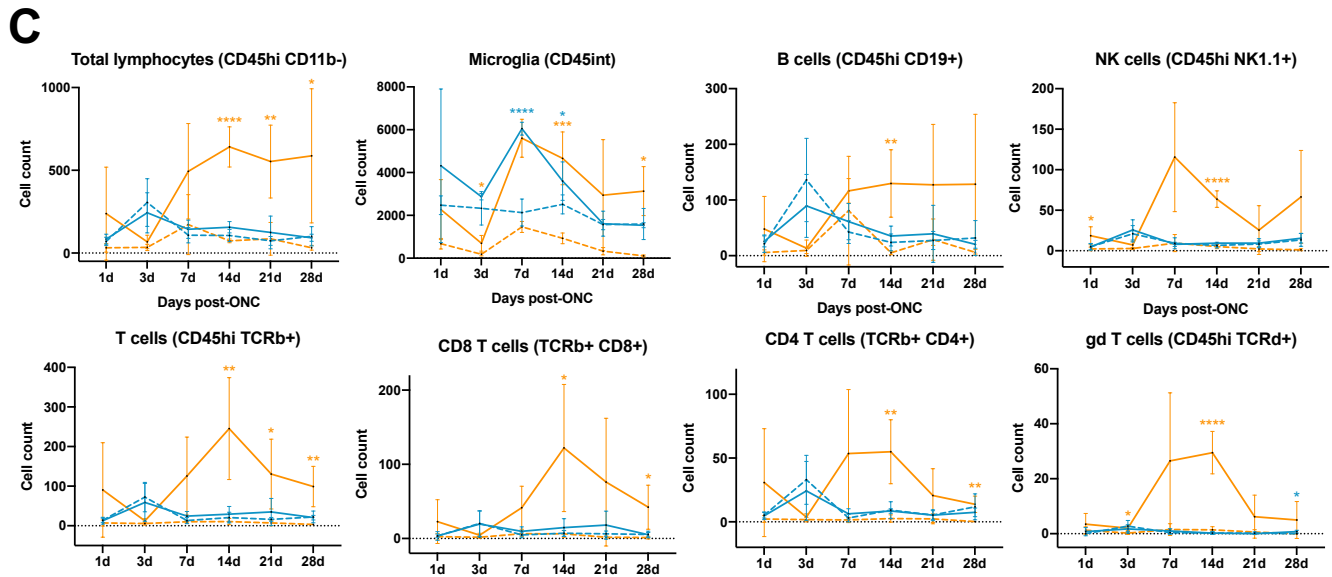 C
Total lymphocytes (CD45hi CD11b-)
Cell count
1000
500
0
*
****
**
1d 3d 7d 14d 21d 28d
Days post-ONC
Microglia (CD45int)
Cell count
8000
6000
4000
2000
0
****
*
***
*
*
1d 3d 7d 14d 21d 28d
Days post-ONC
B cells (CD45hi CD19+)
Cell count
300
200
100
0
**
1d 3d 7d 14d 21d 28d
Days post-ONC
NK cells (CD45hi NK1.1+)
Cell count
200
150
100
50
0
****
*
1d 3d 7d 14d 21d 28d
Days post-ONC
T cells (CD45hi TCRb+)
Cell count
400
300
200
100
0
**
*
**
1d 3d 7d 14d 21d 28d
CD8 T cells (TCRb+ CD8+)
Cell count
200
100
0
*
*
1d 3d 7d 14d 21d 28d
CD4 T cells (TCRb+ CD4+)
Cell count
100
50
0
**
**
1d 3d 7d 14d 21d 28d
gd T cells (CD45hi TCRd+)
Cell count
60
40
20
0
****
*
*
1d 3d 7d 14d 21d 28d